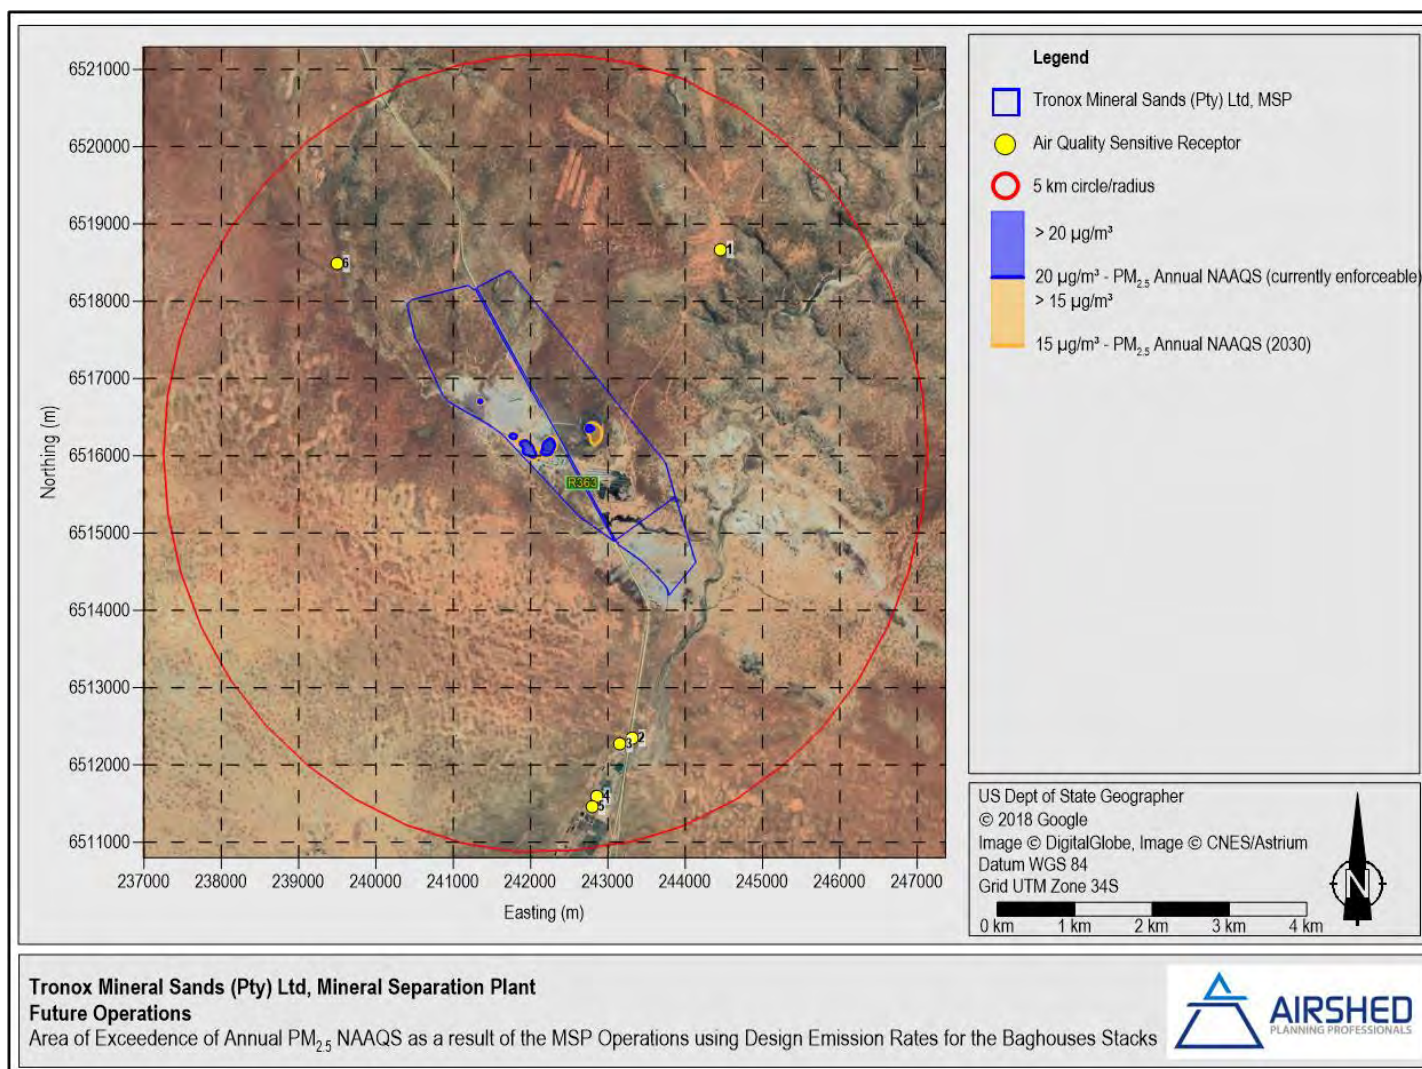 6521000
6520000
6519000
6518000
6517000
6516000
6515000
6514000
6513000
6512000
6511000
Northing (m)
1
6
R363
2
3
4
5
237000 238000 239000 240000 241000 242000 243000 244000 245000 246000 247000
Easting (m)
Legend
Tronox Mineral Sands (Pty) Ltd, MSP
Air Quality Sensitive Receptor
5 km circle/radius
> 20 µg/m³
20 µg/m³ - PM2.5 Annual NAAQS (currently enforceable)
> 15 µg/m³
15 µg/m³ - PM2.5 Annual NAAQS (2030)
US Dept of State Geographer
© 2018 Google
Image © DigitalGlobe, Image © CNES/Astrium
Datum WGS 84
Grid UTM Zone 34S
N
0 km 1 km 2 km 3 km 4 km
Tronox Mineral Sands (Pty) Ltd, Mineral Separation Plant
Future Operations
Area of Exceedence of Annual PM2.5 NAAQS as a result of the MSP Operations using Design Emission Rates for the Baghouses Stacks
AIRSHED
PLANNING PROFESSIONALS